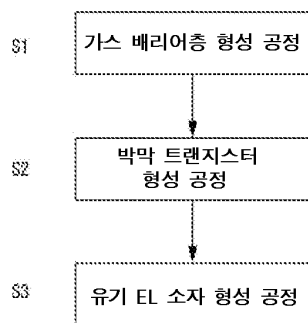 S1
가스 배리어층 형성 공정
S2
박막 트랜지스터
형성 공정
S3
유기 EL 소자 형성 공정